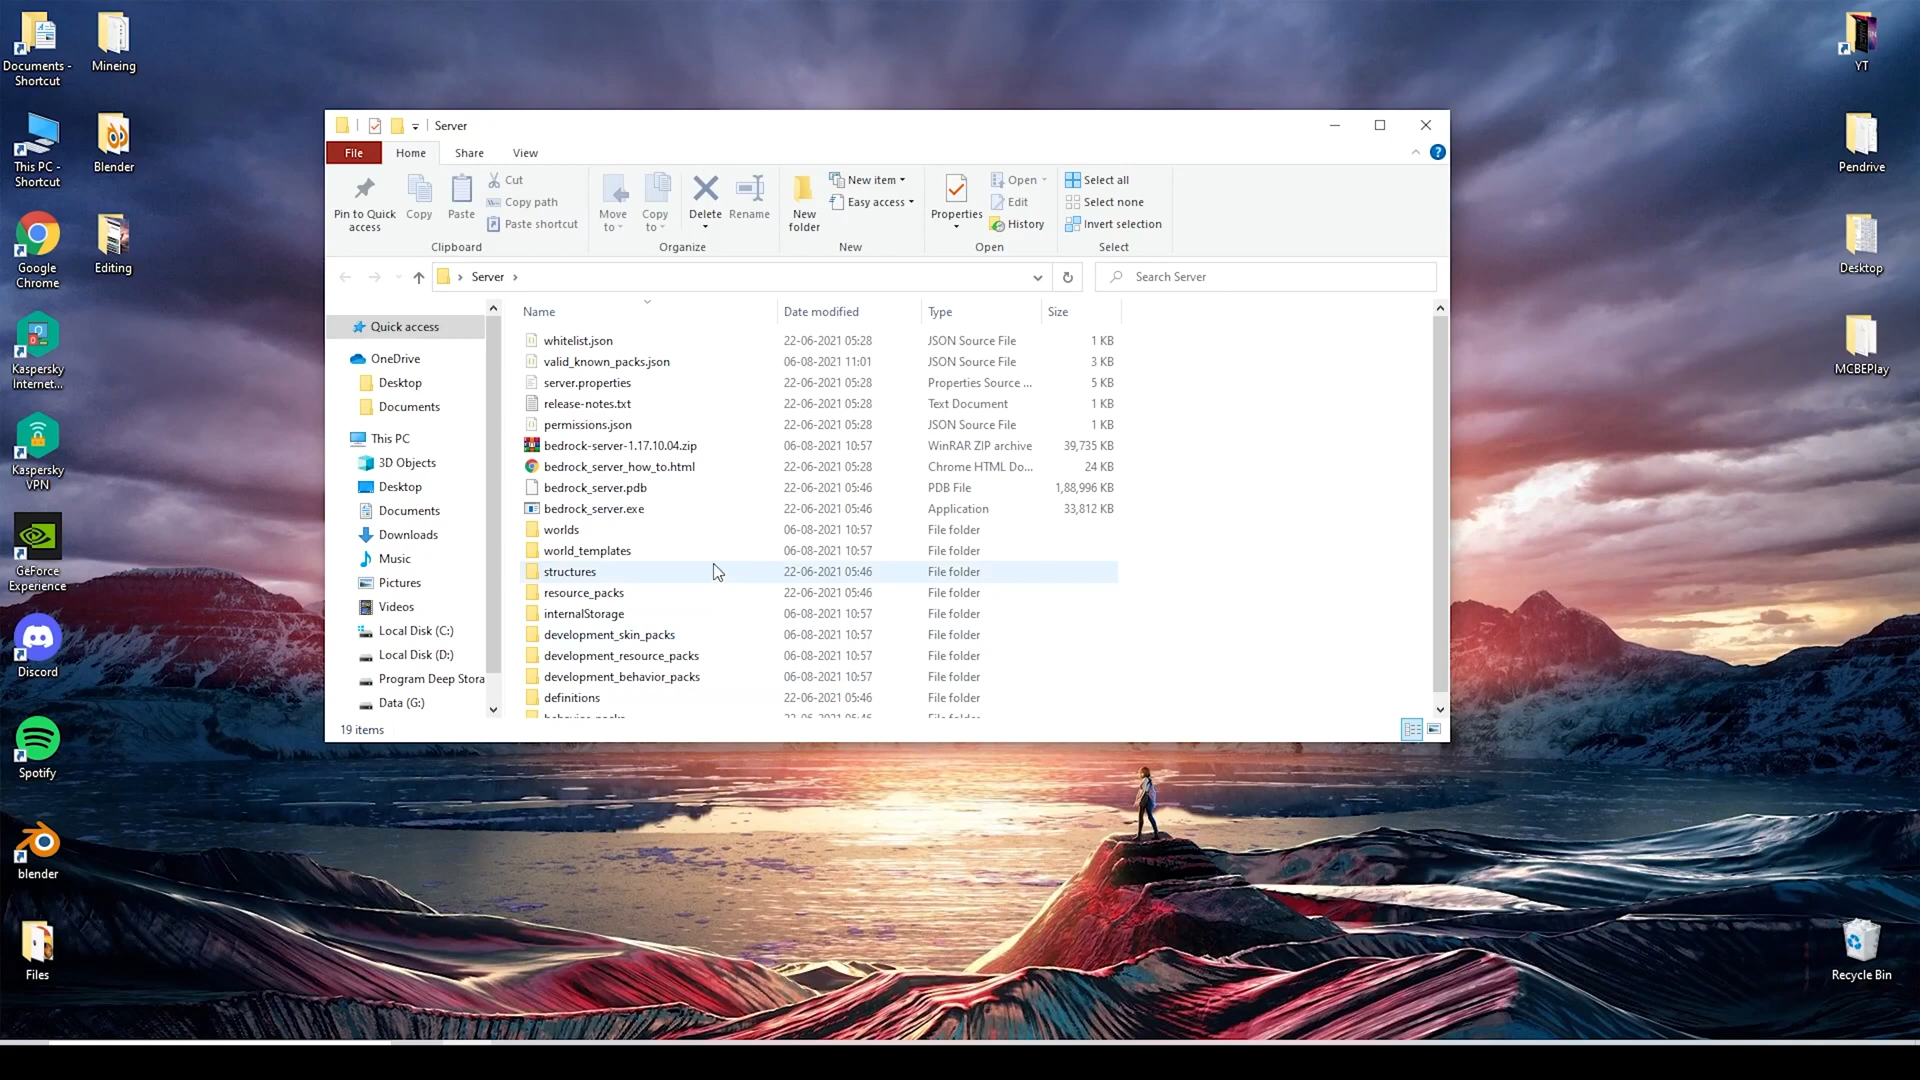 Documents - Shortcut
Mineing
This PC - Shortcut
Blender
Google Chrome
Editing
Kaspersky Internet...
Kaspersky VPN
GeForce Experience
Discord
Spotify
blender
Files
YT
Pendrive
Desktop
MCBEPlay
Recycle Bin
Server
File Home Share View
Pin to Quick access
Copy
Paste
Cut
Copy path
Paste shortcut
Clipboard
Move to
Copy to
Delete
Rename
Organize
New folder
New item
Easy access
New
Properties
Open
Edit
History
Open
Select all
Select none
Invert selection
Select
Server
Search Server
Quick access
OneDrive
Desktop
Documents
This PC
3D Objects
Desktop
Documents
Downloads
Music
Pictures
Videos
Local Disk (C:)
Local Disk (D:)
Program Deep Stora
Data (G:)
Name Date modified Type Size
whitelist.json 22-06-2021 05:28 JSON Source File 1 KB
valid_known_packs.json 06-08-2021 11:01 JSON Source File 3 KB
server.properties 22-06-2021 05:28 Properties Source ... 5 KB
release-notes.txt 22-06-2021 05:28 Text Document 1 KB
permissions.json 22-06-2021 05:28 JSON Source File 1 KB
bedrock-server-1.17.10.04.zip 06-08-2021 10:57 WinRAR ZIP archive 39,735 KB
bedrock_server_how_to.html 22-06-2021 05:28 Chrome HTML Do... 24 KB
bedrock_server.pdb 22-06-2021 05:46 PDB File 1,88,996 KB
bedrock_server.exe 22-06-2021 05:46 Application 33,812 KB
worlds 06-08-2021 10:57 File folder
world_templates 06-08-2021 10:57 File folder
structures 22-06-2021 05:46 File folder
resource_packs 22-06-2021 05:46 File folder
internalStorage 06-08-2021 10:57 File folder
development_skin_packs 06-08-2021 10:57 File folder
development_resource_packs 06-08-2021 10:57 File folder
development_behavior_packs 06-08-2021 10:57 File folder
definitions 22-06-2021 05:46 File folder
19 items